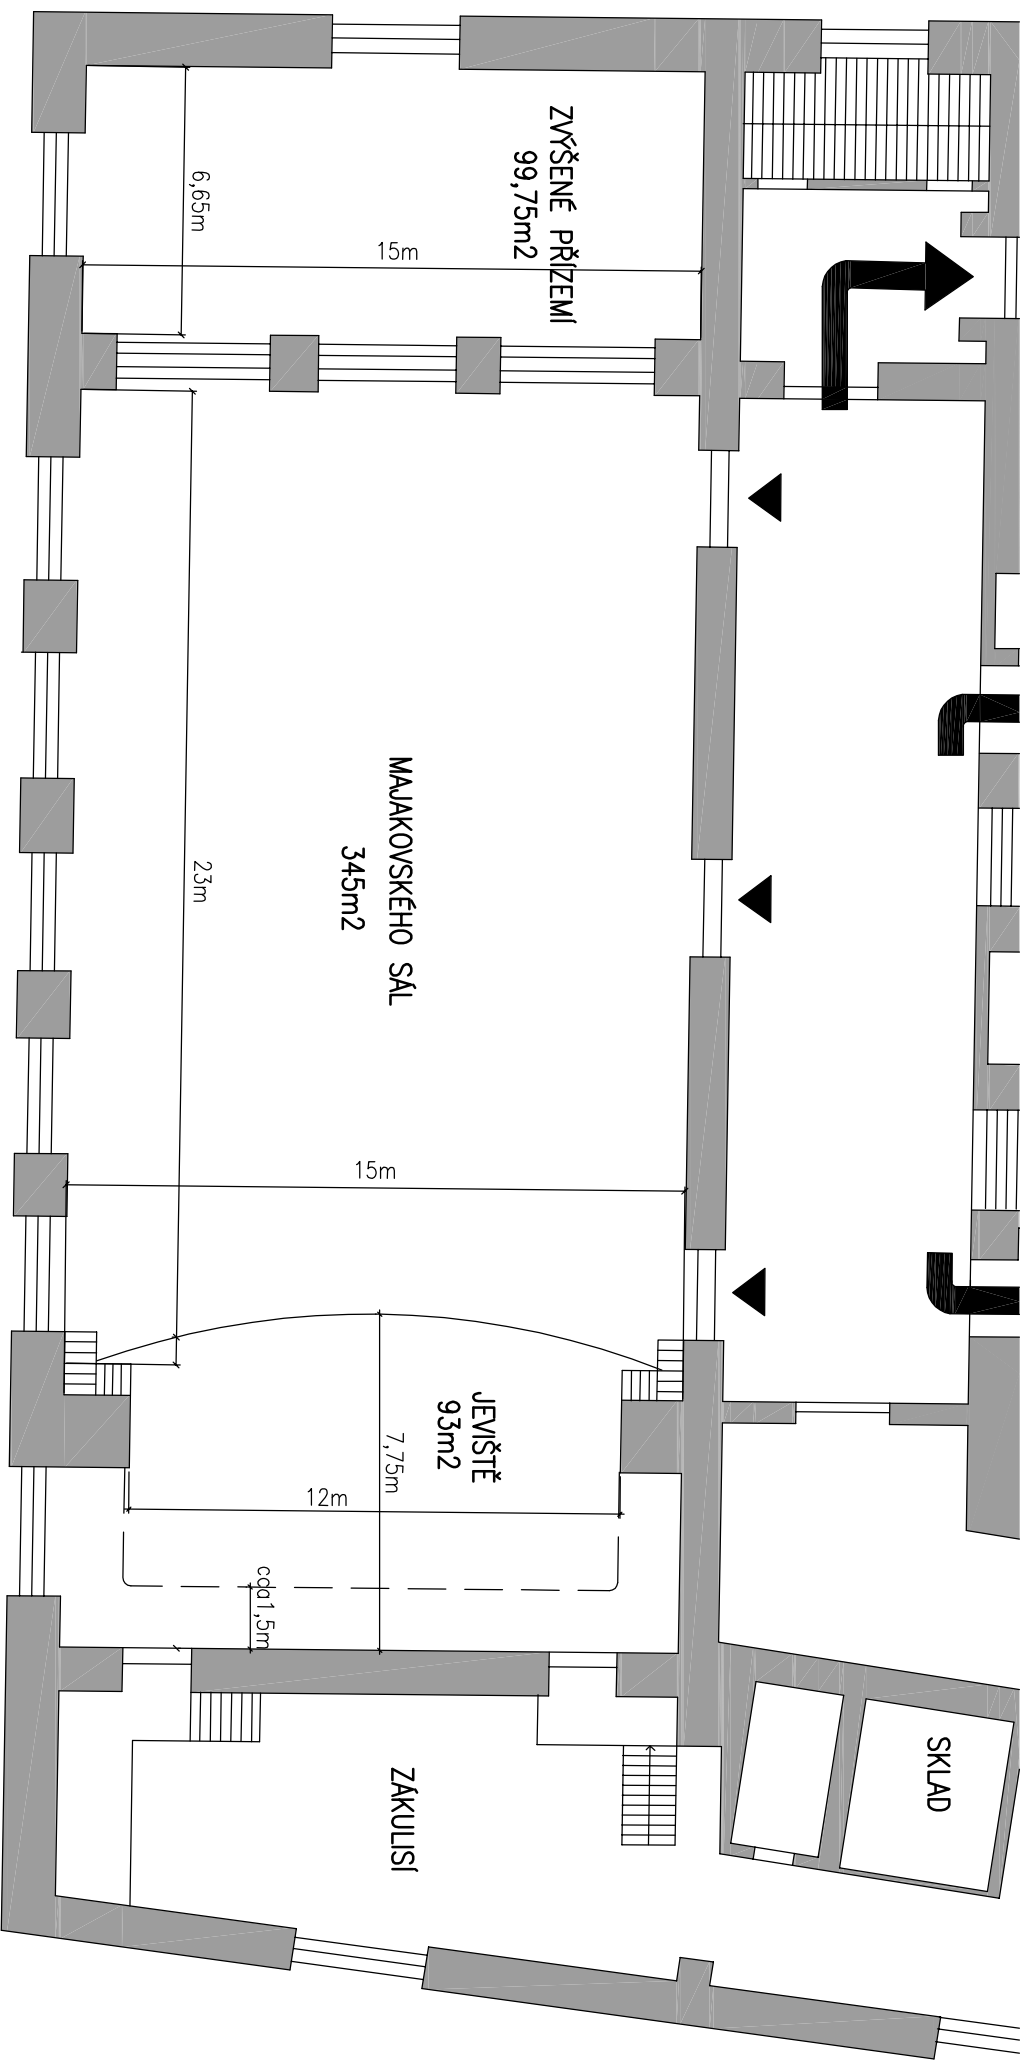 ZVÝŠENÉ PŘÍZEMÍ
99,75m2
6,65m
15m
MAJAKOVSKÉHO SÁL
345m2
23m
15m
JEVIŠTĚ
93m2
7,75m
12m
cca1,5m
ZÁKULISÍ
SKLAD